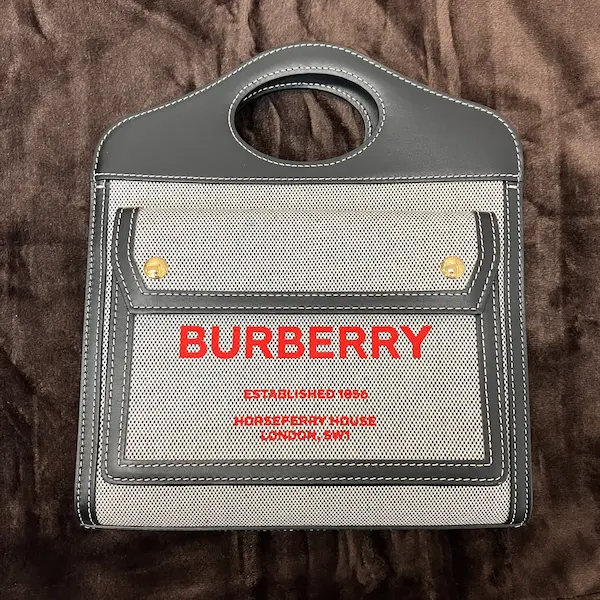 BURBERRY
ESTABLISHED 1856
HORSEFERRY HOUSE
LONDON, SW1